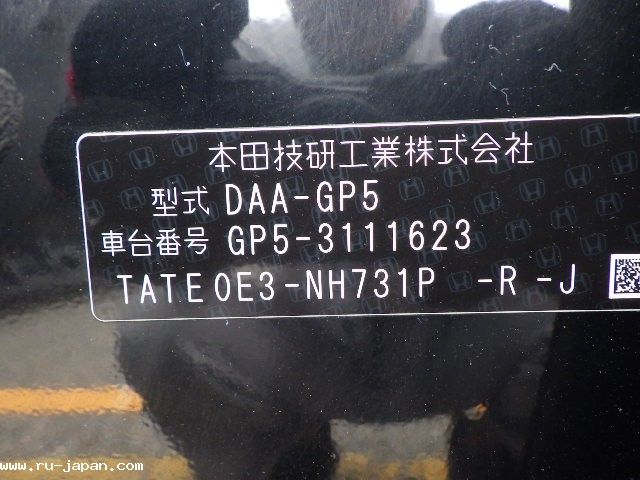 本田技研工業株式会社
型式 DAA-GP5
車台番号 GP5-3111623
TATE0E3-NH731P -R -J
www.ru-japan.com